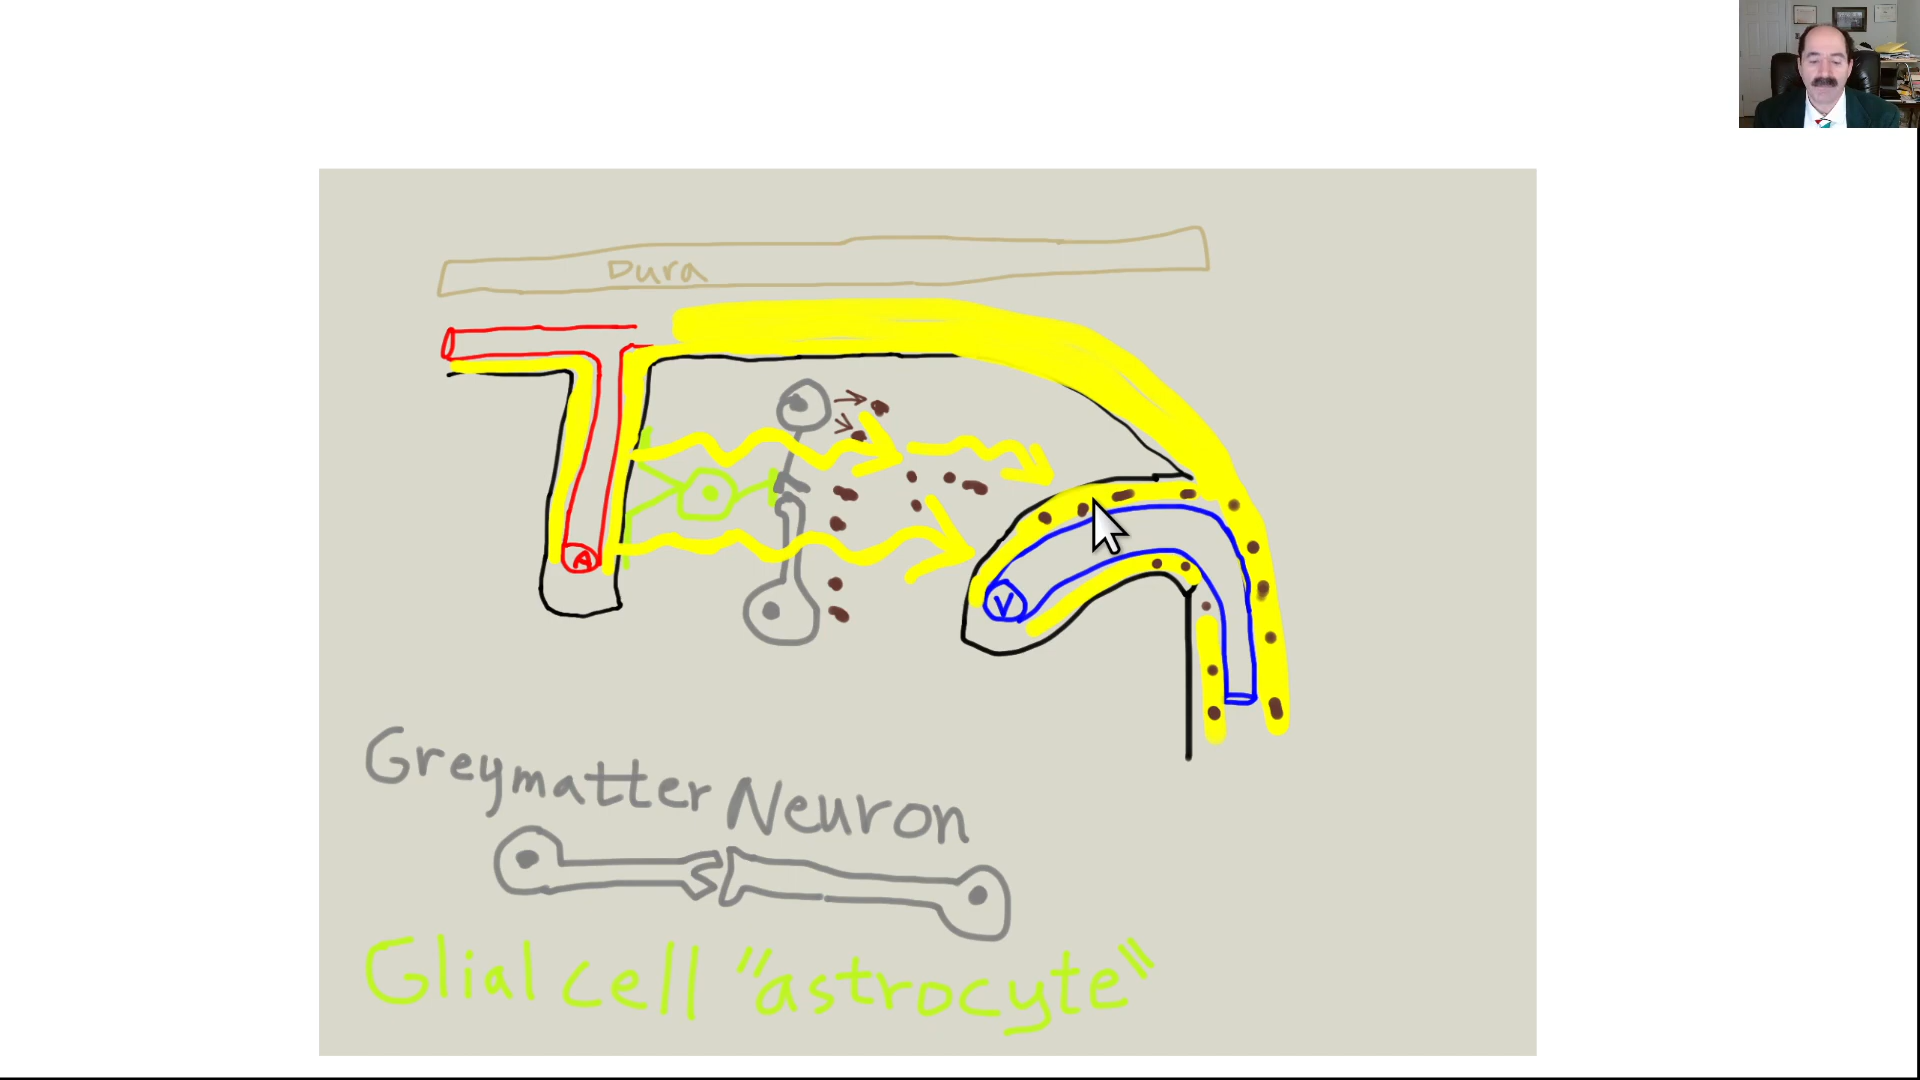 Dura
A
V
Greymatter Neuron
Glial cell "astrocyte"